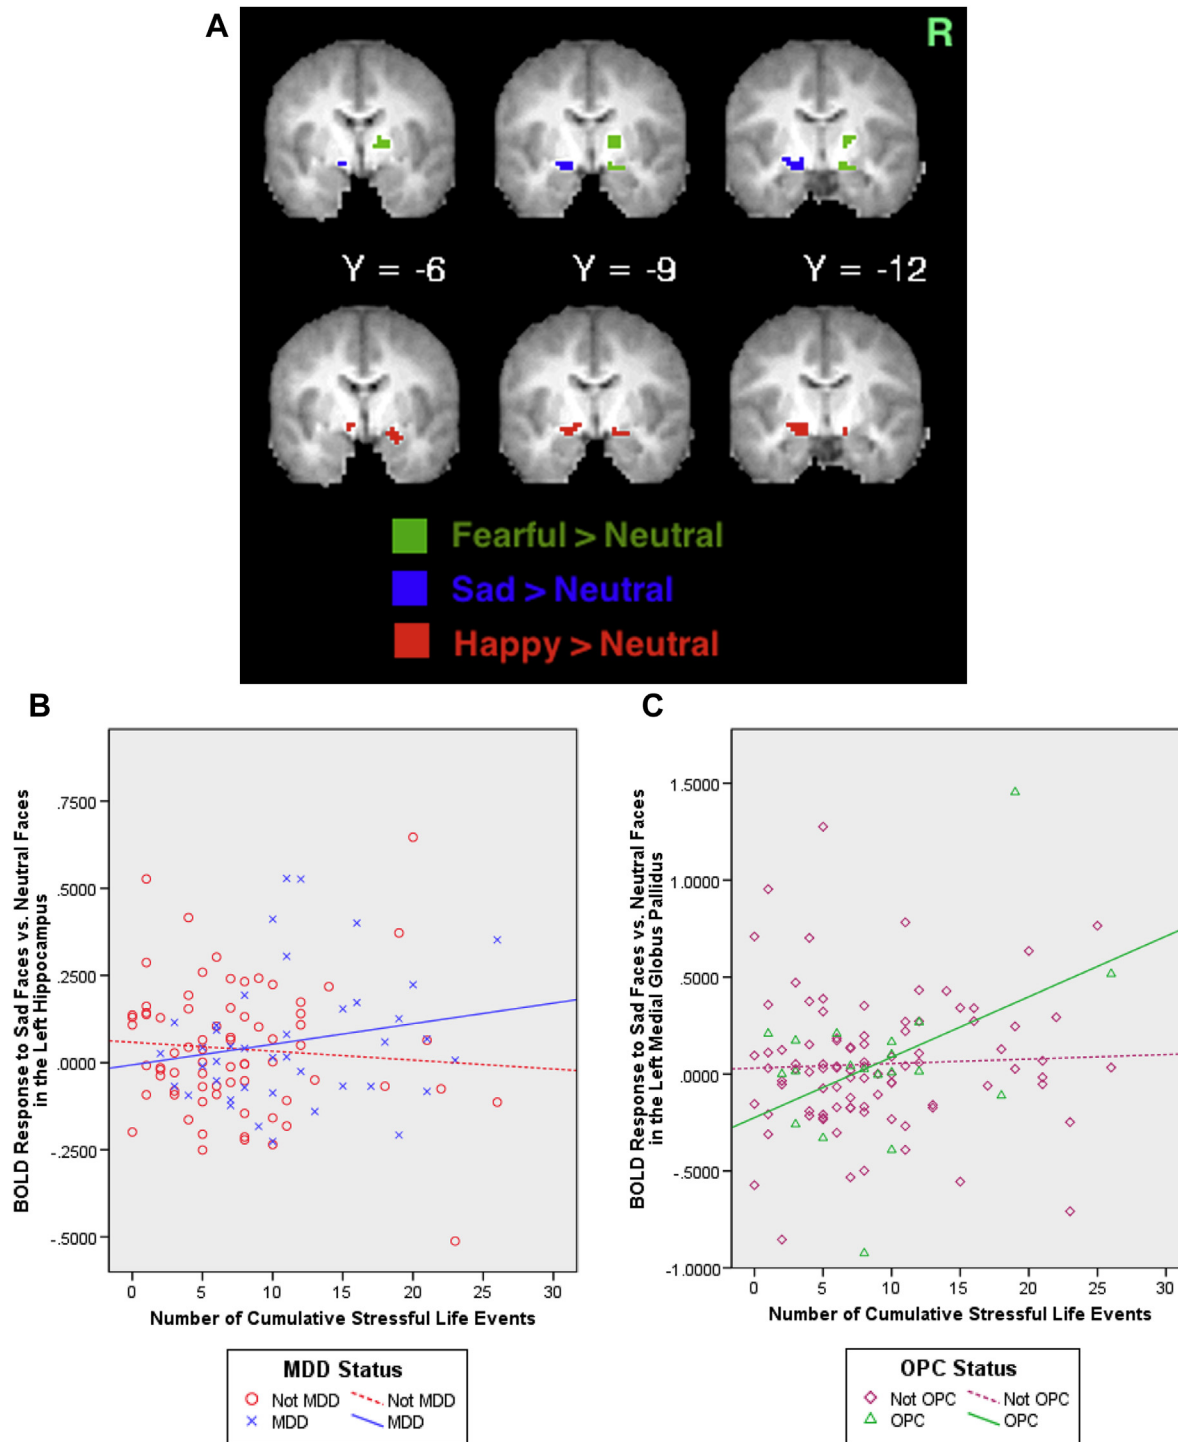 A
R
Y = -6
Y = -9
Y = -12
Fearful > Neutral
Sad > Neutral
Happy > Neutral
B
BOLD Response to Sad Faces vs. Neutral Faces
in the Left Hippocampus
.7500
.5000
.2500
.0000
-.2500
-.5000
0 5 10 15 20 25 30
Number of Cumulative Stressful Life Events
MDD Status
Not MDD Not MDD
MDD MDD
C
BOLD Response to Sad Faces vs. Neutral Faces
in the Left Medial Globus Pallidus
1.5000
1.0000
.5000
.0000
-.5000
-1.0000
0 5 10 15 20 25 30
Number of Cumulative Stressful Life Events
OPC Status
Not OPC Not OPC
OPC OPC